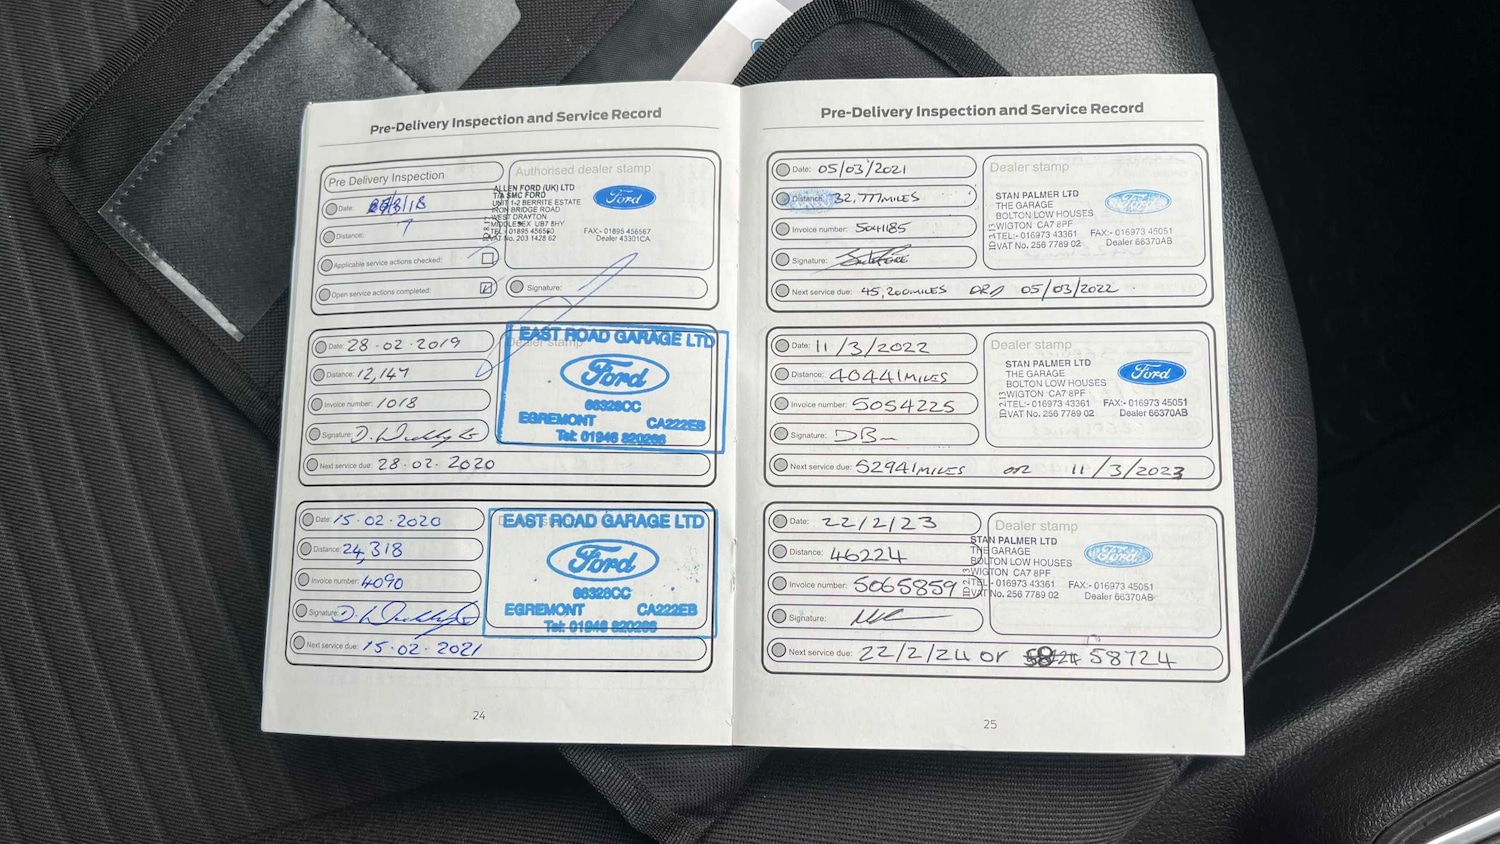 Pre-Delivery Inspection and Service Record
Pre Delivery Inspection
Date:
Distance: 7
Applicable service actions checked:
Open service actions completed:
Authorised dealer stamp
ALLEN FORD (UK) LTD
T/A SMC FORD
UNIT 1-2 BERRITE ESTATE
IRON BRIDGE ROAD
WEST DRAYTON
MIDDLESEX UB7 8HY
TEL:- 01895 456560 FAX:- 01895 456567
VAT No. 203 1428 62 Dealer 43301CA
Ford
Signature:
Date: 28·02·2019
Distance: 12,147
Invoice number: 1018
Signature:
Next service due: 28·02·2020
Dealer stamp
EAST ROAD GARAGE LTD
Ford
66328CC
EGREMONT CA222EB
Tel: 01946 820266
Date: 15·02·2020
Distance: 24,318
Invoice number: 4090
Signature:
Next service due: 15·02·2021
EAST ROAD GARAGE LTD
Ford
66328CC
EGREMONT CA222EB
Tel: 01946 820266
24
Pre-Delivery Inspection and Service Record
Date: 05/03/2021
Distance: 32,777 MILES
Invoice number: 5041185
Signature:
Next service due: 45,200 MILES OR 05/03/2022
Dealer stamp
STAN PALMER LTD
THE GARAGE
BOLTON LOW HOUSES
WIGTON CA7 8PF
TEL:- 016973 43361 FAX:- 016973 45051
VAT No. 256 7789 02 Dealer 66370AB
Ford
Date: 11/3/2022
Distance: 40441 MILES
Invoice number: 5054225
Signature:
Next service due: 52941 MILES OR 11/3/2023
Dealer stamp
STAN PALMER LTD
THE GARAGE
BOLTON LOW HOUSES
WIGTON CA7 8PF
TEL:- 016973 43361 FAX:- 016973 45051
VAT No. 256 7789 02 Dealer 66370AB
Ford
Date: 22/2/23
Distance: 46224
Invoice number: 5065859
Signature:
Next service due: 22/2/24 or 58724
Dealer stamp
STAN PALMER LTD
THE GARAGE
BOLTON LOW HOUSES
WIGTON CA7 8PF
TEL:- 016973 43361 FAX:- 016973 45051
VAT No. 256 7789 02 Dealer 66370AB
Ford
25